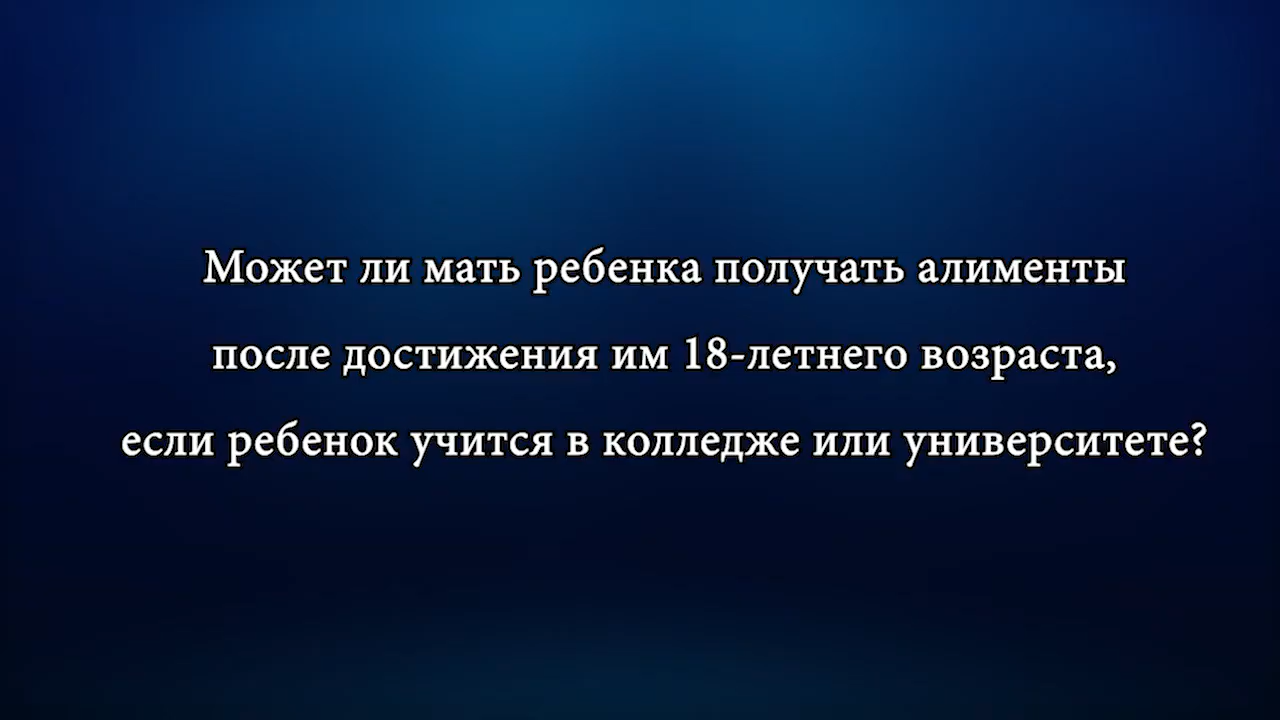 Может ли мать ребенка получать алименты
после достижения им 18-летнего возраста,
если ребенок учится в колледже или университете?